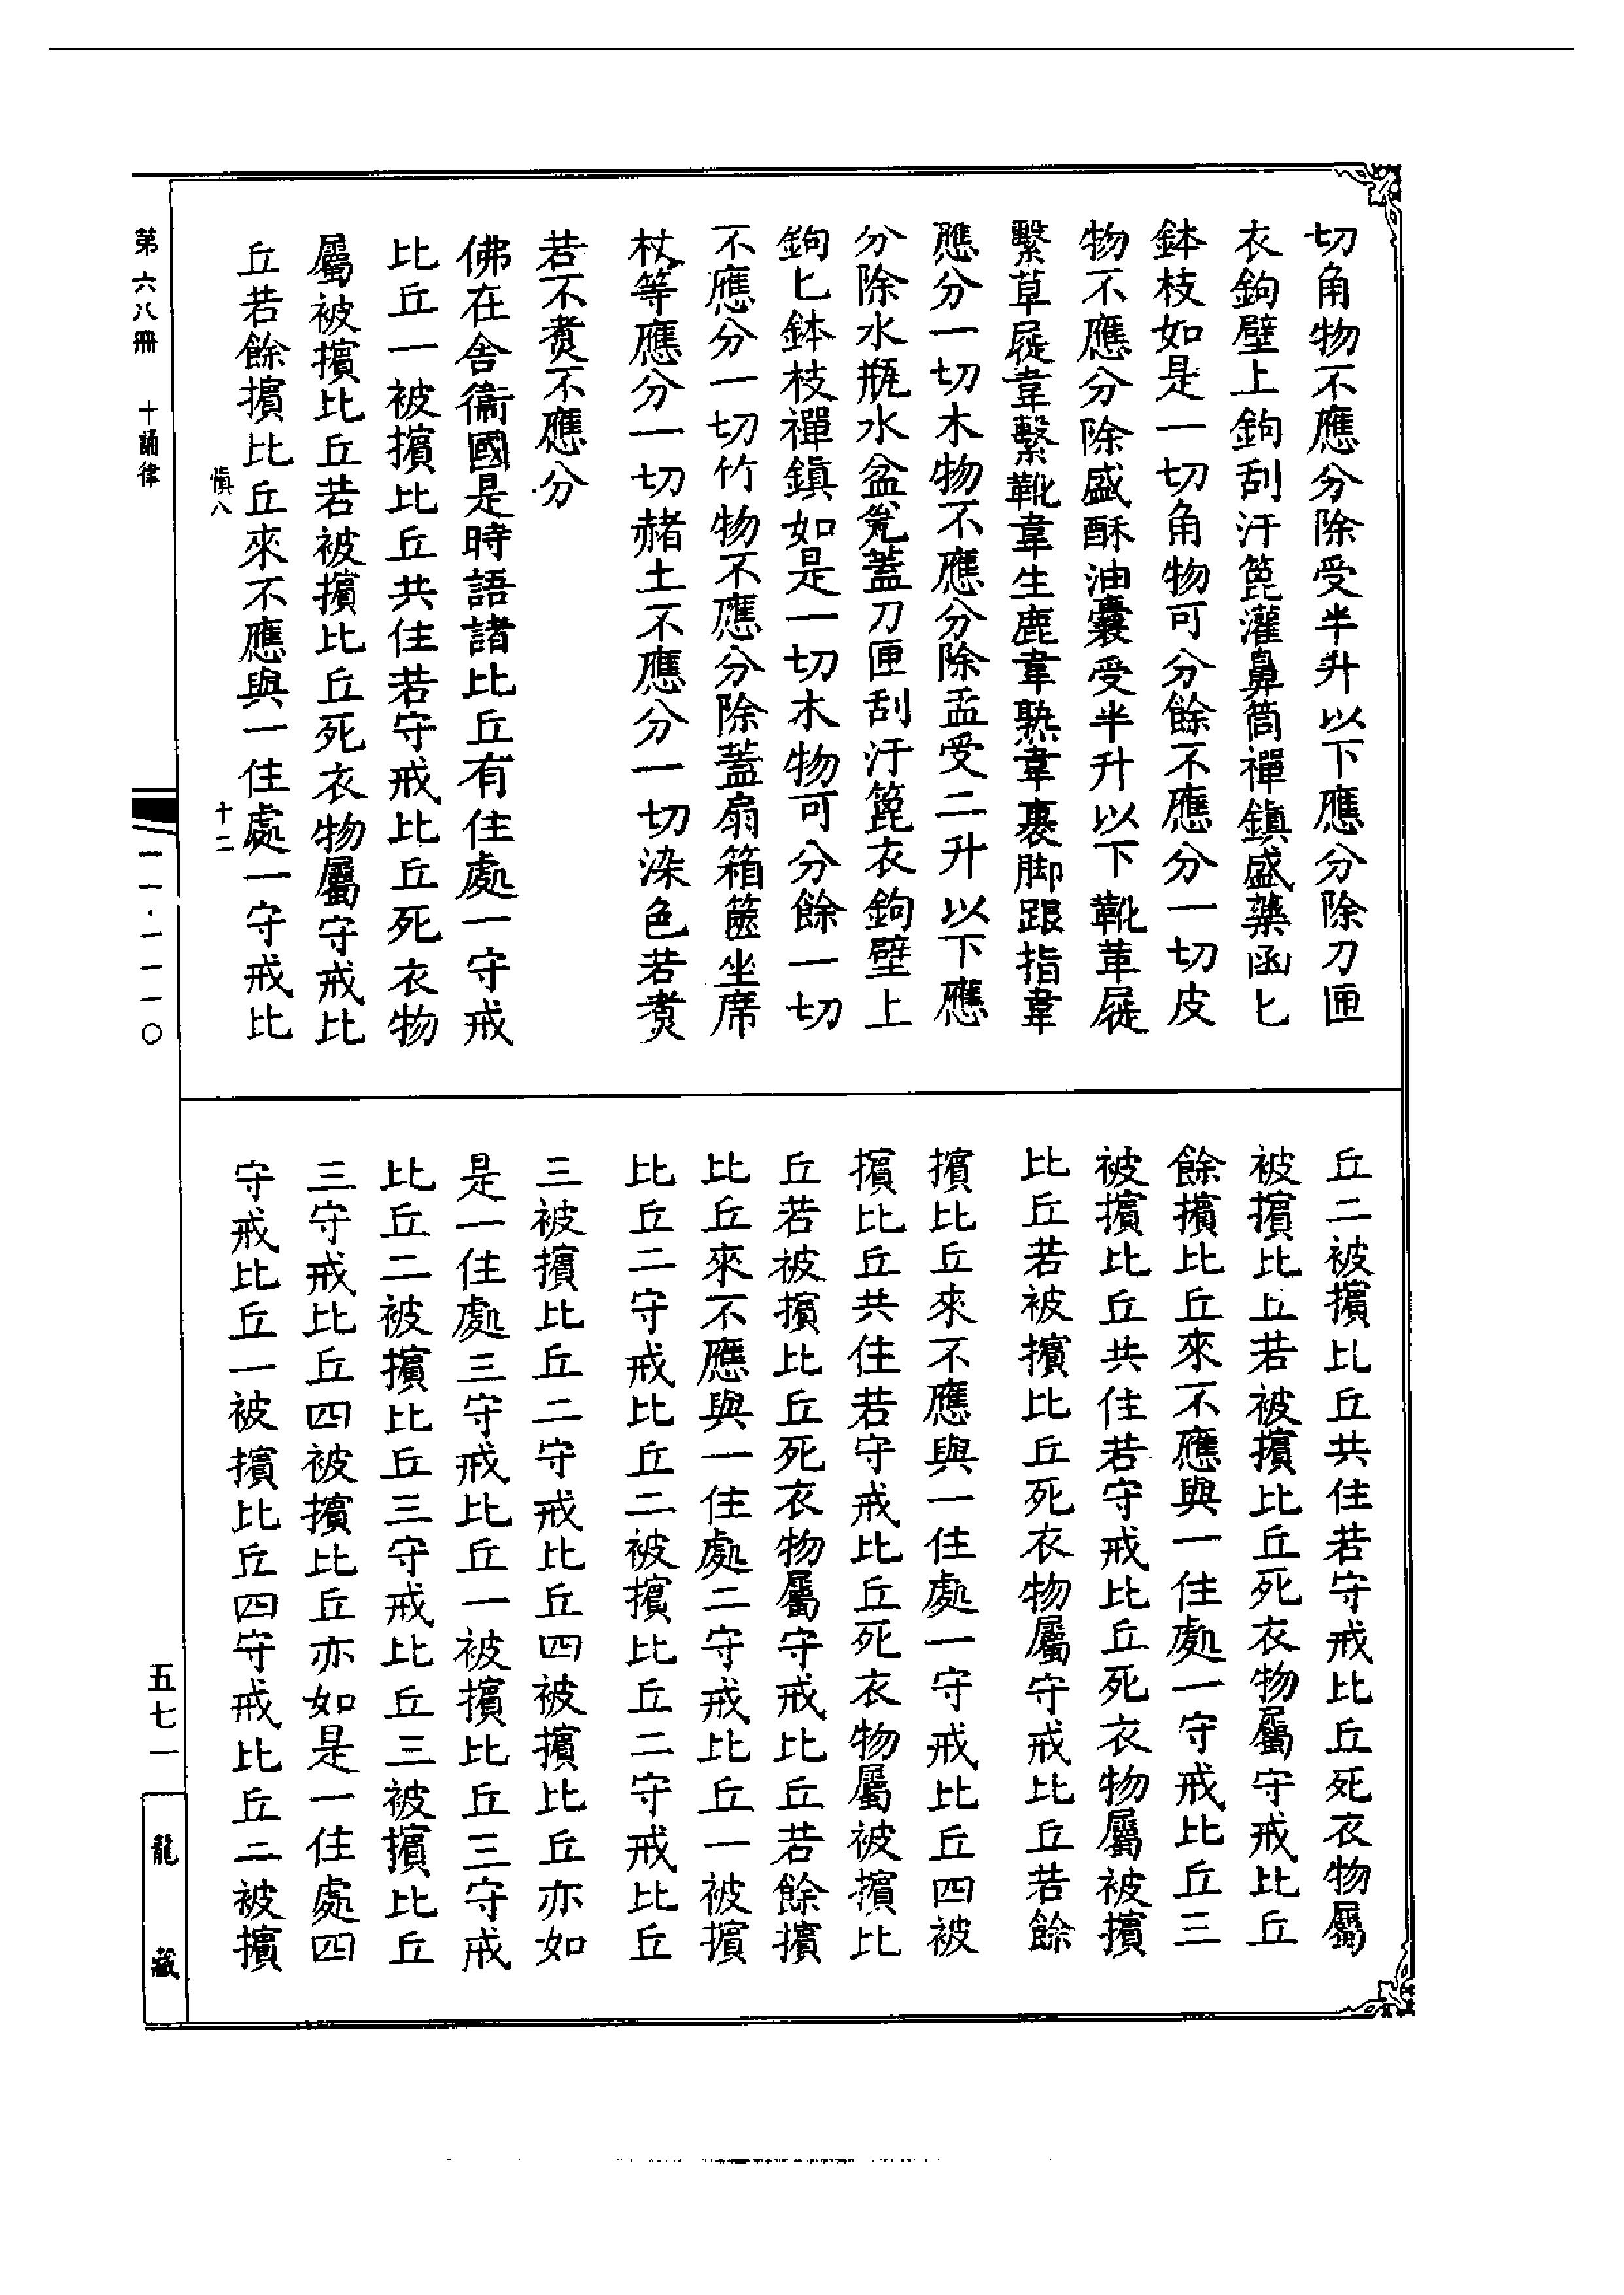 切角物不應分除受半升以下應分除刀匣
衣鉤壁上鉤刮汙篦灌鼻筒禪鎮盛藥函匕
鉢枝如是一切角物可分餘不應分一切皮
物不應分除盛酥油囊受半升以下靴革屣
繫草屣韋繫靴韋生鹿韋熟韋裹脚跟指韋
應分一切木物不應分除盂受二升以下應
分除水瓶水盆瓮蓋刀匣刮汙篦衣鉤壁上
鉤匕鉢枝禪鎮如是一切木物可分餘一切
不應分一切竹物不應分除蓋扇箱篋坐席
杖等應分一切赭土不應分一切染色若煑
若不煑不應分
佛在舍衞國是時語諸比丘有住處一守戒
比丘一被擯比丘共住若守戒比丘死衣物
屬被擯比丘若被擯比丘死衣物屬守戒比
丘若餘擯比丘來不應與一住處一守戒比
丘二被擯比丘共住若守戒比丘死衣物屬
被擯比丘若被擯比丘死衣物屬守戒比丘
餘擯比丘來不應與一住處一守戒比丘三
被擯比丘共住若守戒比丘死衣物屬被擯
比丘若被擯比丘死衣物屬守戒比丘若餘
擯比丘來不應與一住處一守戒比丘四被
擯比丘共住若守戒比丘死衣物屬被擯比
丘若被擯比丘死衣物屬守戒比丘若餘擯
比丘來不應與一住處二守戒比丘一被擯
比丘二守戒比丘二被擯比丘二守戒比丘
三被擯比丘二守戒比丘四被擯比丘亦如
是一住處三守戒比丘一被擯比丘三守戒
比丘二被擯比丘三守戒比丘三被擯比丘
三守戒比丘四被擯比丘亦如是一住處四
守戒比丘一被擯比丘四守戒比丘二被擯
慎八 十二
第六八冊 十誦律
一一·一一一〇
五七一
龍藏